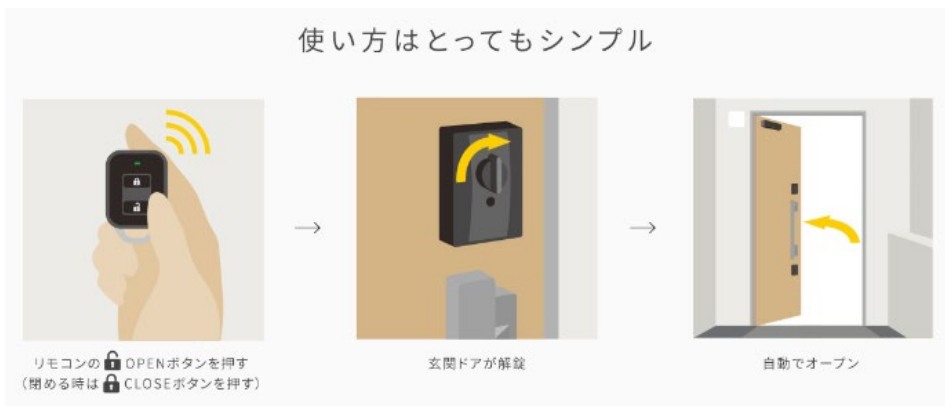 使い方はとってもシンプル
リモコンの OPENボタンを押す
(閉める時は CLOSEボタンを押す)
玄関ドアが解錠
自動でオープン